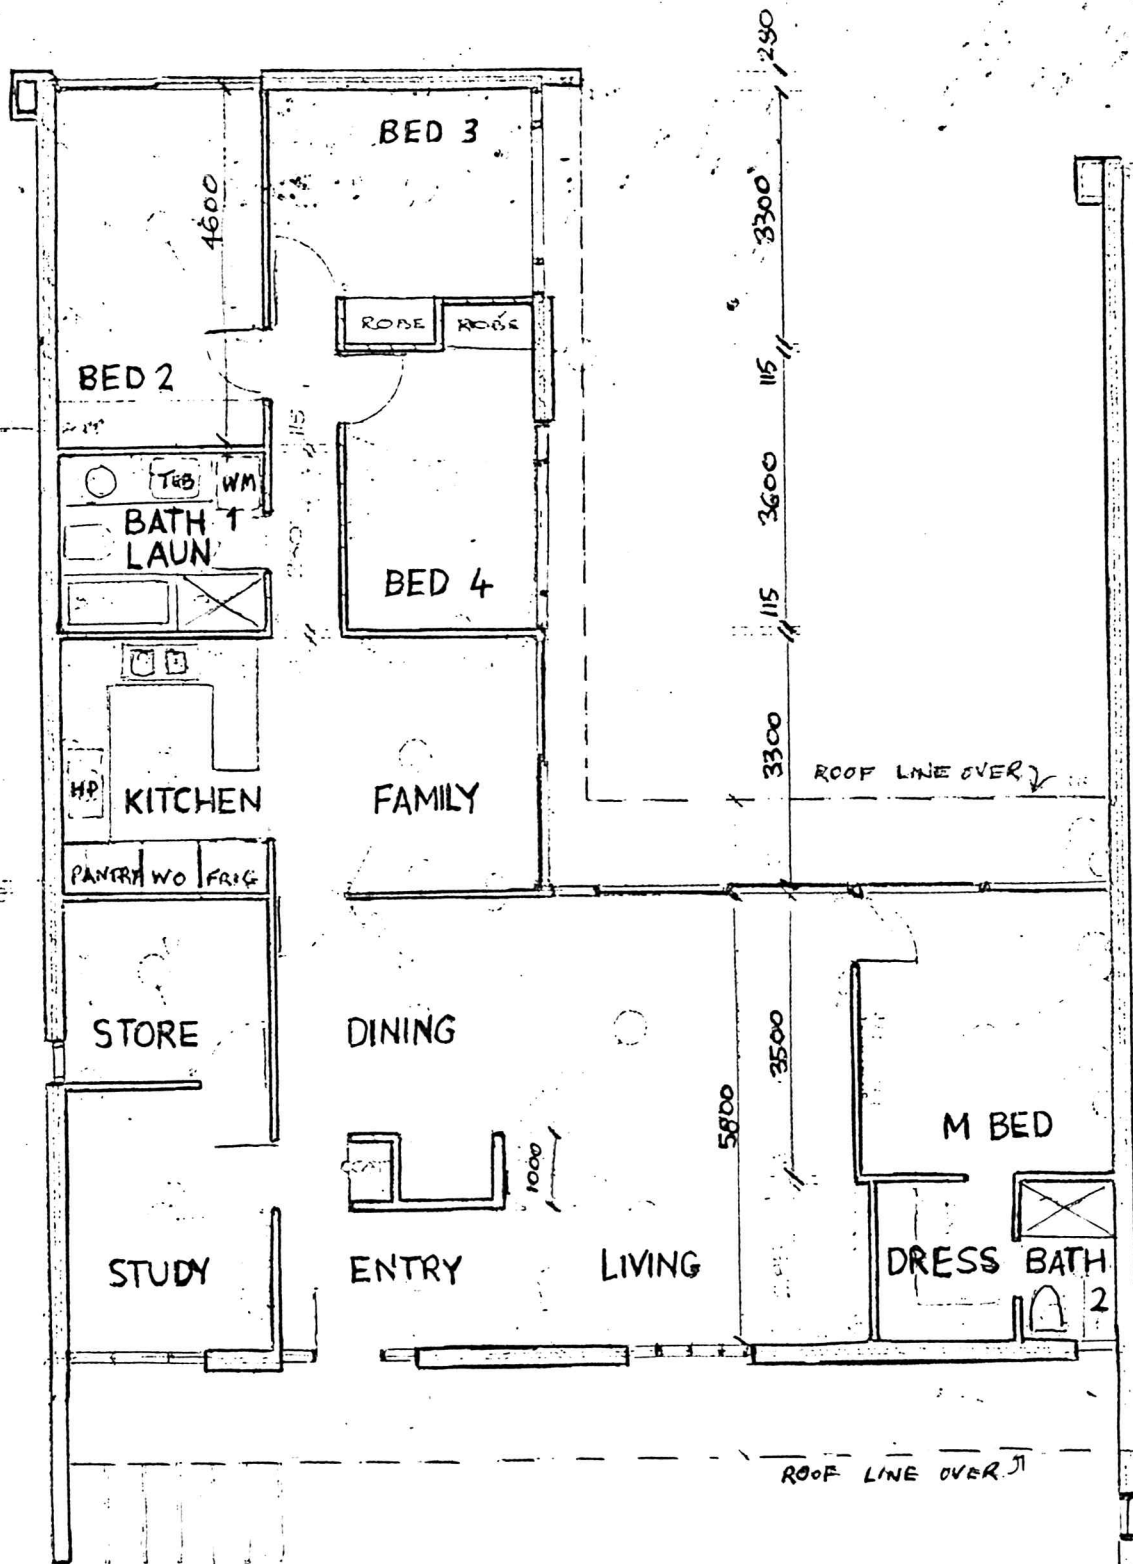 290
BED 3
4600
3300
ROBE
ROBE
BED 2
115
115
TUB
WM
3600
BATH 1
LAUN
BED 4
115
3300
ROOF LINE OVER
HP
KITCHEN
FAMILY
PANTRY
WO
FRIG
STORE
DINING
3500
5800
M BED
1000
STUDY
ENTRY
LIVING
DRESS
BATH
2
ROOF LINE OVER